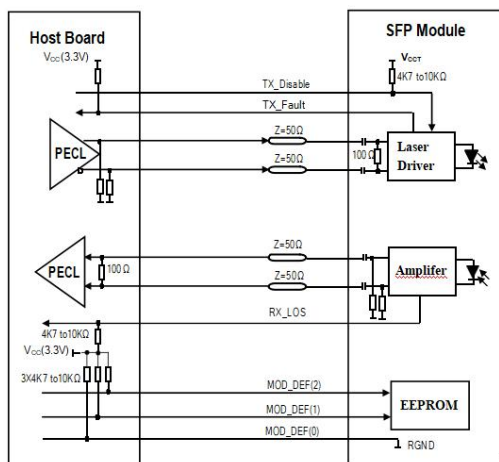 Host Board
SFP Module
VCC(3.3V)
VCCT
4K7 to10KΩ
TX_Disable
TX_Fault
Z=50Ω
PECL
100 Ω
Laser
Driver
Z=50Ω
Z=50Ω
PECL
100 Ω
Amplifer
Z=50Ω
RX_LOS
4K7 to10KΩ
VCC(3.3V)
3X4K7 to10KΩ
MOD_DEF(2)
MOD_DEF(1)
EEPROM
MOD_DEF(0)
RGND